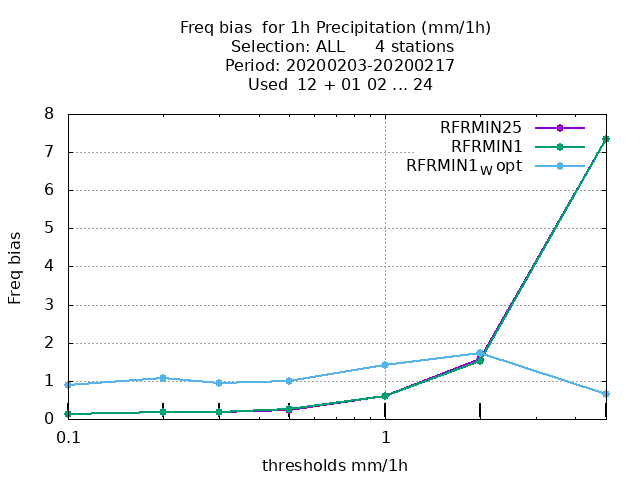 Freq bias  for 1h Precipitation (mm/1h)
Selection: ALL      4 stations
Period: 20200203-20200217
Used  12 + 01 02 ... 24
RFRMIN25
RFRMIN1
RFRMIN1W opt
8
7
6
5
4
3
2
1
0
Freq bias
0.1 1
thresholds mm/1h